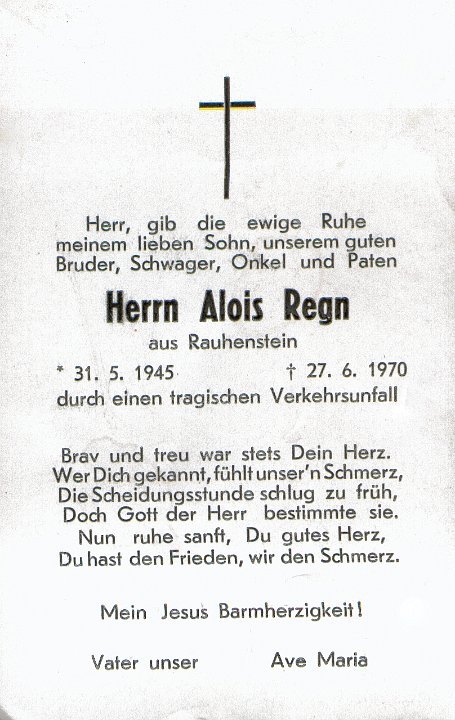 Herr, gib die ewige Ruhe
meinem lieben Sohn, unserem guten
Bruder, Schwager, Onkel und Paten
Herrn Alois Regn
aus Rauhenstein
* 31. 5. 1945 † 27. 6. 1970
durch einen tragischen Verkehrsunfall
Brav und treu war stets Dein Herz.
Wer Dich gekannt, fühlt unser'n Schmerz,
Die Scheidungsstunde schlug zu früh,
Doch Gott der Herr bestimmte sie.
Nun ruhe sanft, Du gutes Herz,
Du hast den Frieden, wir den Schmerz.
Mein Jesus Barmherzigkeit!
Vater unser Ave Maria